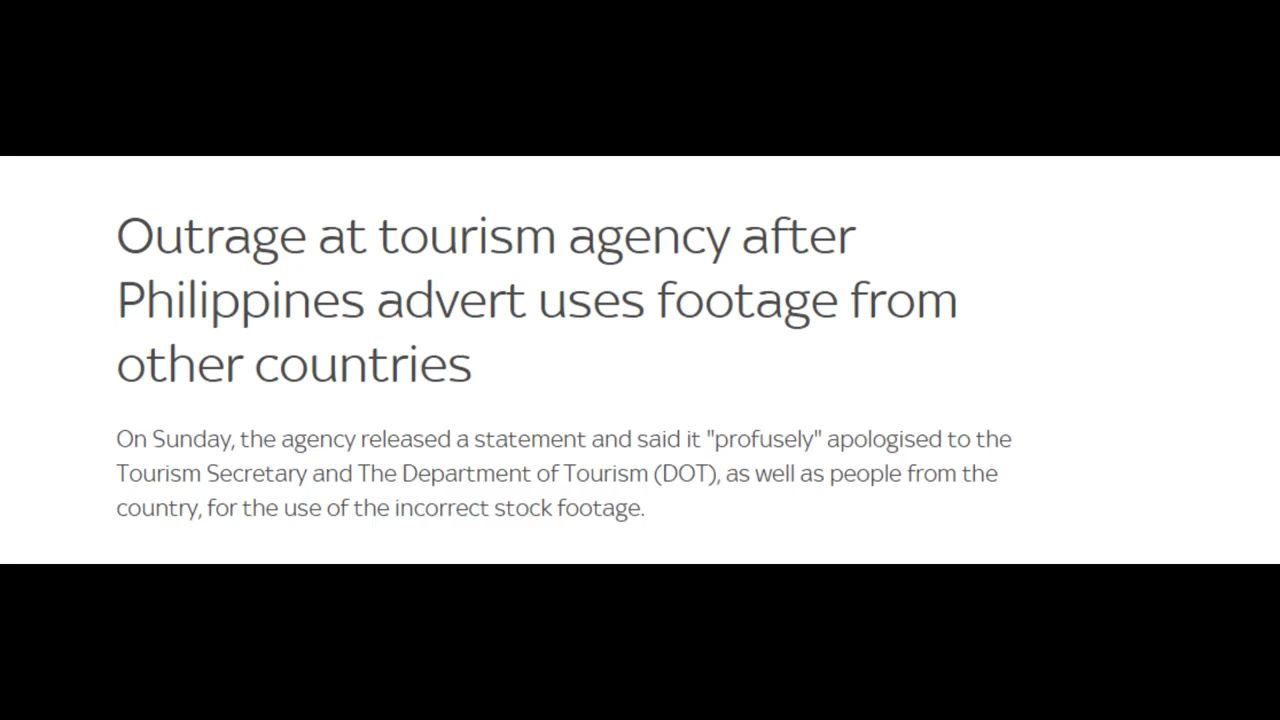 Outrage at tourism agency after
Philippines advert uses footage from
other countries
On Sunday, the agency released a statement and said it "profusely" apologised to the
Tourism Secretary and The Department of Tourism (DOT), as well as people from the
country, for the use of the incorrect stock footage.